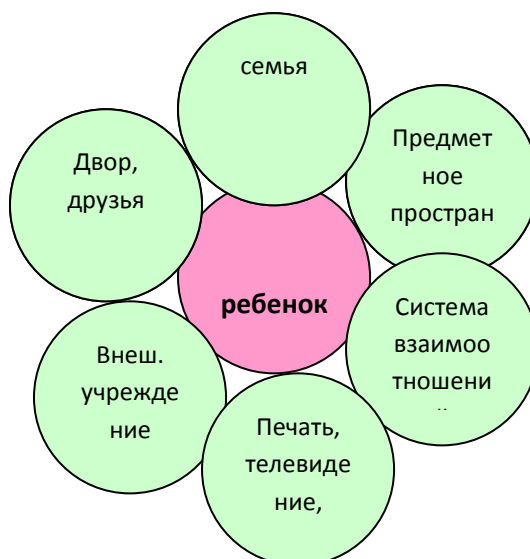 семья
Предмет
ное
простран
Система
взаимоо
тношени
Печать,
телевиде
ние,
Внеш.
учрежде
ние
Двор,
друзья
ребенок